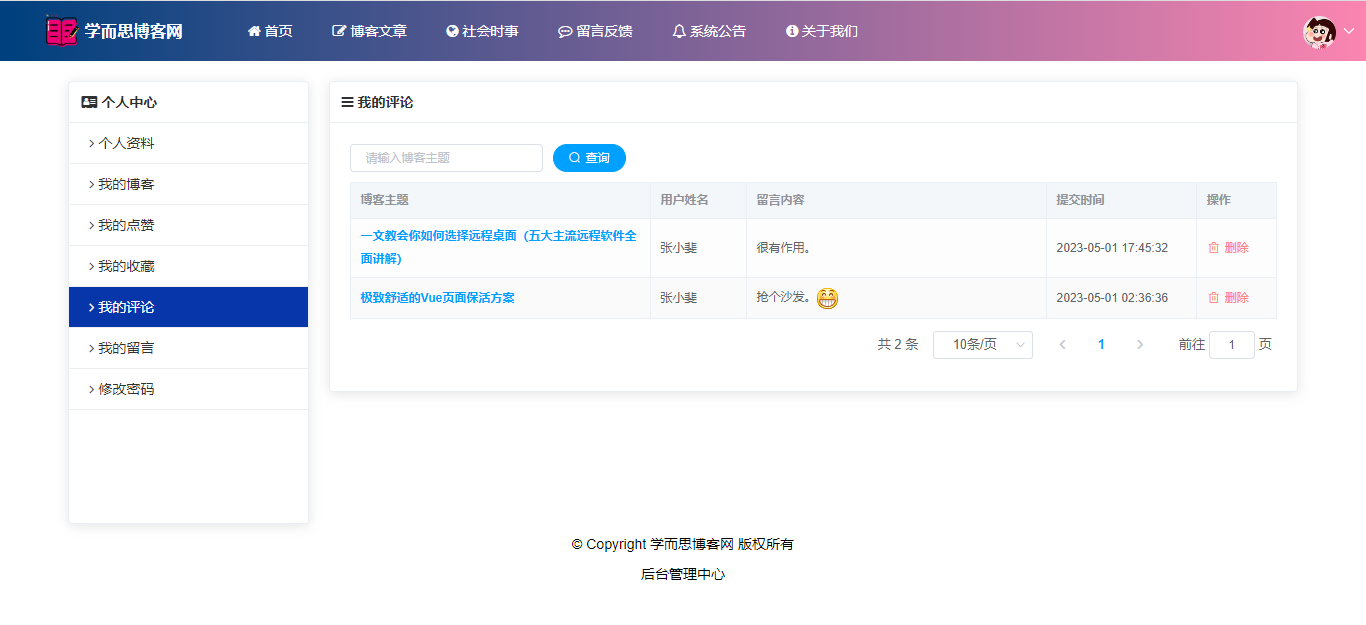 学而思博客网 首页 博客文章 社会时事 留言反馈 系统公告 关于我们
个人中心
个人资料
我的博客
我的点赞
我的收藏
我的评论
我的留言
修改密码
我的评论
请输入博客主题 查询
博客主题 用户姓名 留言内容 提交时间 操作
一文教会你如何选择远程桌面（五大主流远程软件全
面讲解) 张小斐 很有作用。 2023-05-01 17:45:32 删除
极致舒适的Vue页面保活方案 张小斐 抢个沙发。 2023-05-01 02:36:36 删除
共 2 条 10条/页 1 前往 1 页
© Copyright 学而思博客网 版权所有
后台管理中心